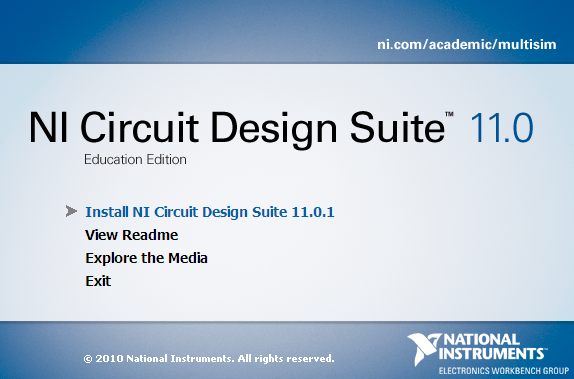 ni.com/academic/multisim
NI Circuit Design Suite™ 11.0
Education Edition
Install NI Circuit Design Suite 11.0.1
View Readme
Explore the Media
Exit
© 2010 National Instruments. All rights reserved.
NATIONAL
INSTRUMENTS™
ELECTRONICS WORKBENCH GROUP